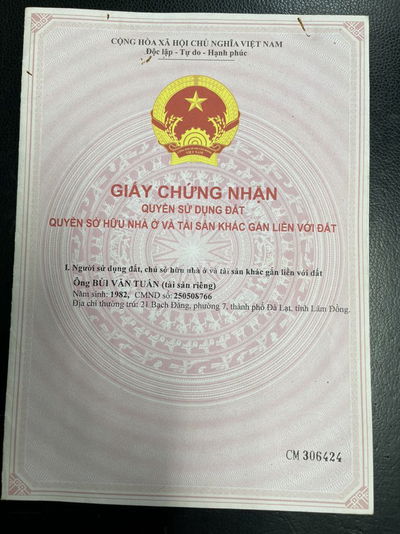 CỘNG HÒA XÃ HỘI CHỦ NGHĨA VIỆT NAM
Độc lập - Tự do - Hạnh phúc
VIỆT NAM
GIẤY CHỨNG NHẬN
QUYỀN SỬ DỤNG ĐẤT
QUYỀN SỞ HỮU NHÀ Ở VÀ TÀI SẢN KHÁC GẮN LIỀN VỚI ĐẤT
I. Người sử dụng đất, chủ sở hữu nhà ở và tài sản khác gắn liền với đất
Ông BÙI VĂN TUẤN (tài sản riêng)
Năm sinh: 1982, CMND số: 250508766
Địa chỉ thường trú: 21 Bạch Đằng, phường 7, thành phố Đà Lạt, tỉnh Lâm Đồng.
CM 306424